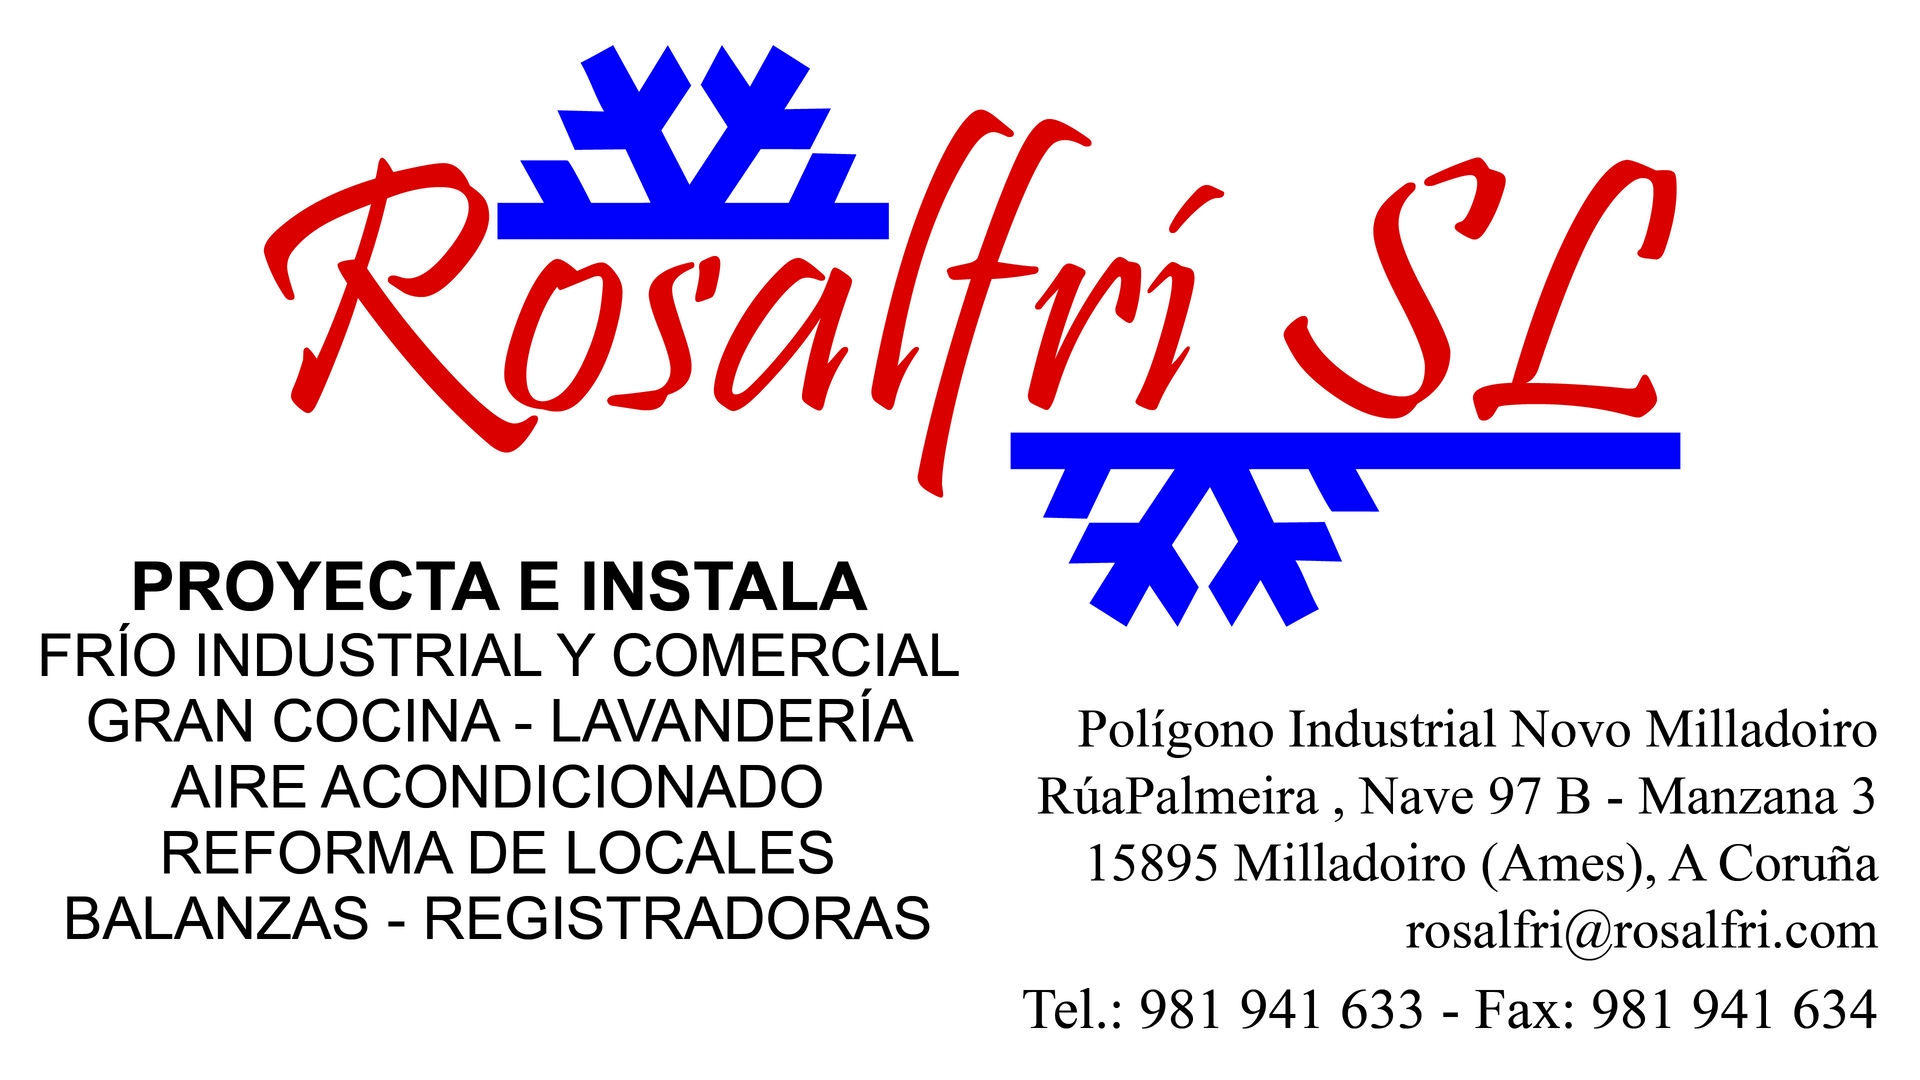 Rosalfri SL
PROYECTA E INSTALA
FRÍO INDUSTRIAL Y COMERCIAL
GRAN COCINA - LAVANDERÍA
AIRE ACONDICIONADO
REFORMA DE LOCALES
BALANZAS - REGISTRADORAS
Polígono Industrial Novo Milladoiro
RúaPalmeira , Nave 97 B - Manzana 3
15895 Milladoiro (Ames), A Coruña
rosalfri@rosalfri.com
Tel.: 981 941 633 - Fax: 981 941 634